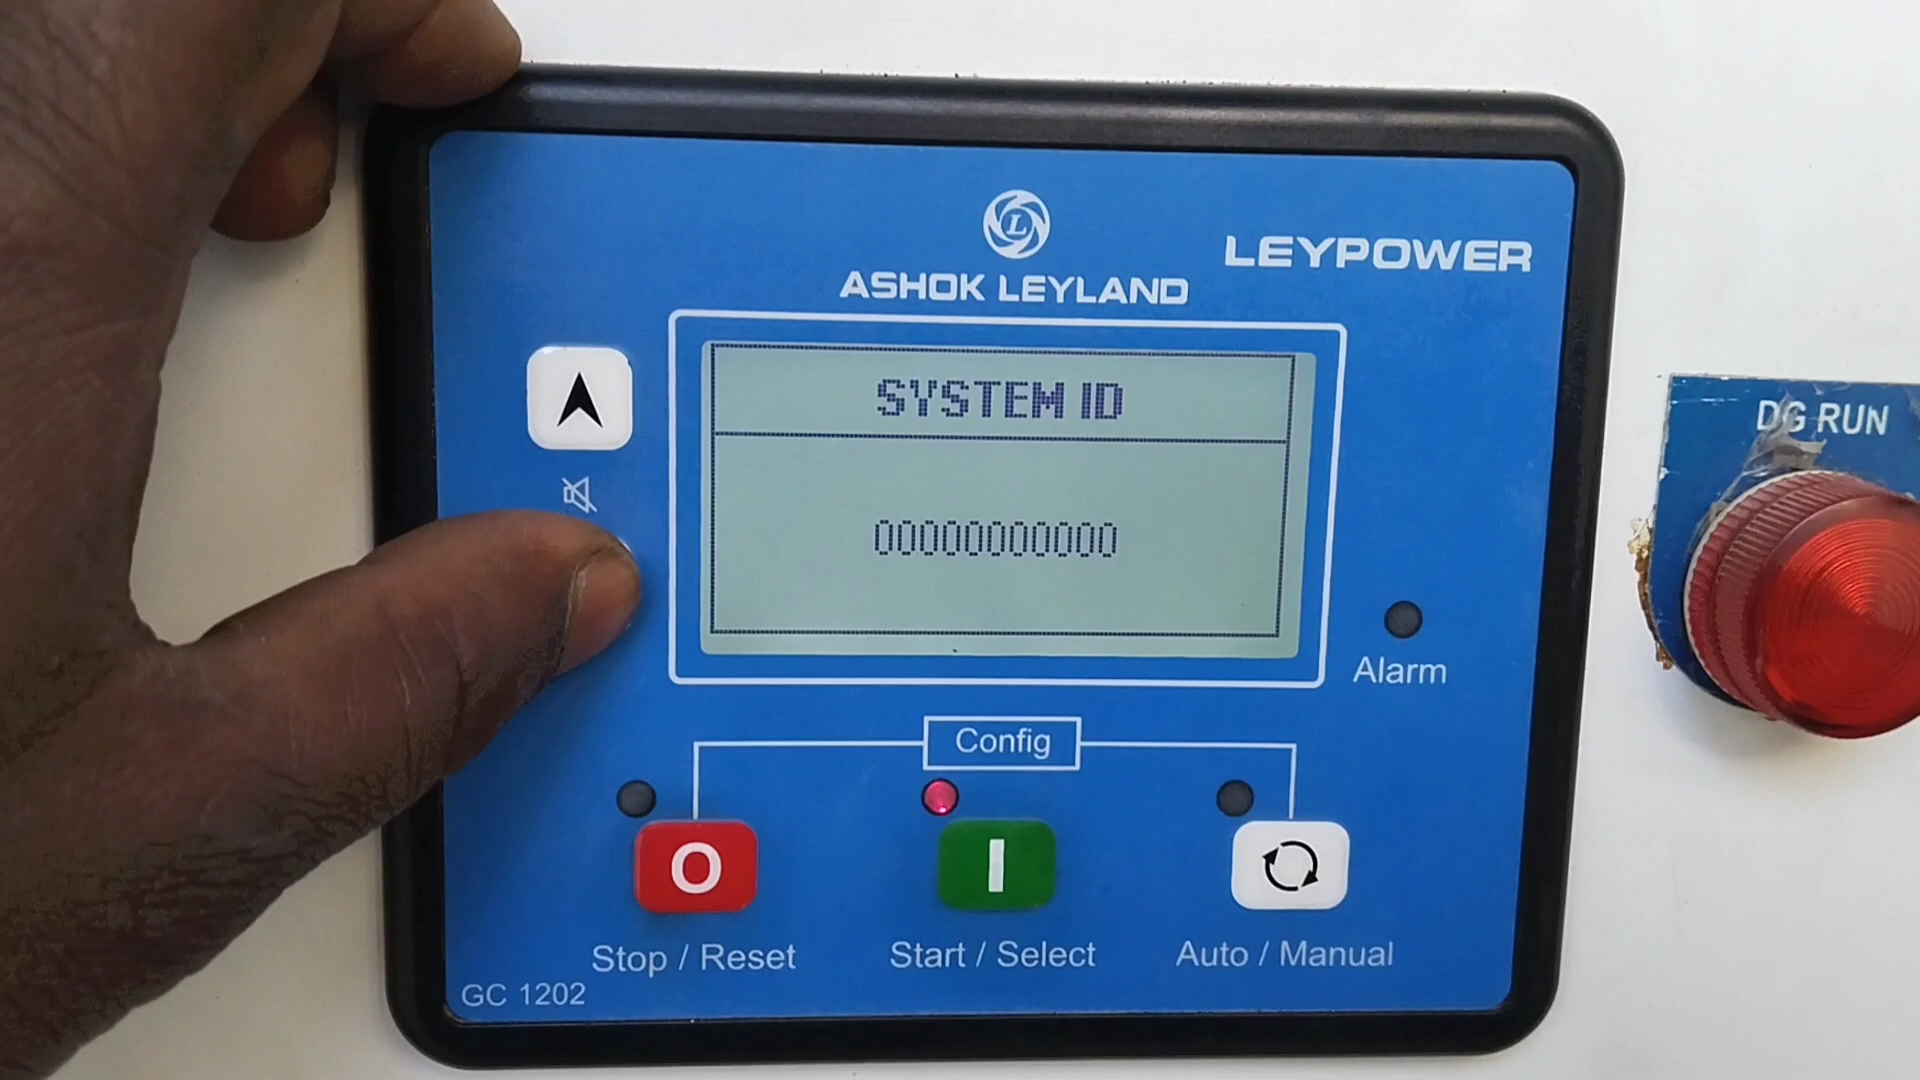 LEYPOWER
ASHOK LEYLAND
SYSTEM ID
00000000000
DG RUN
Alarm
Config
O
I
Stop / Reset
Start / Select
Auto / Manual
GC 1202